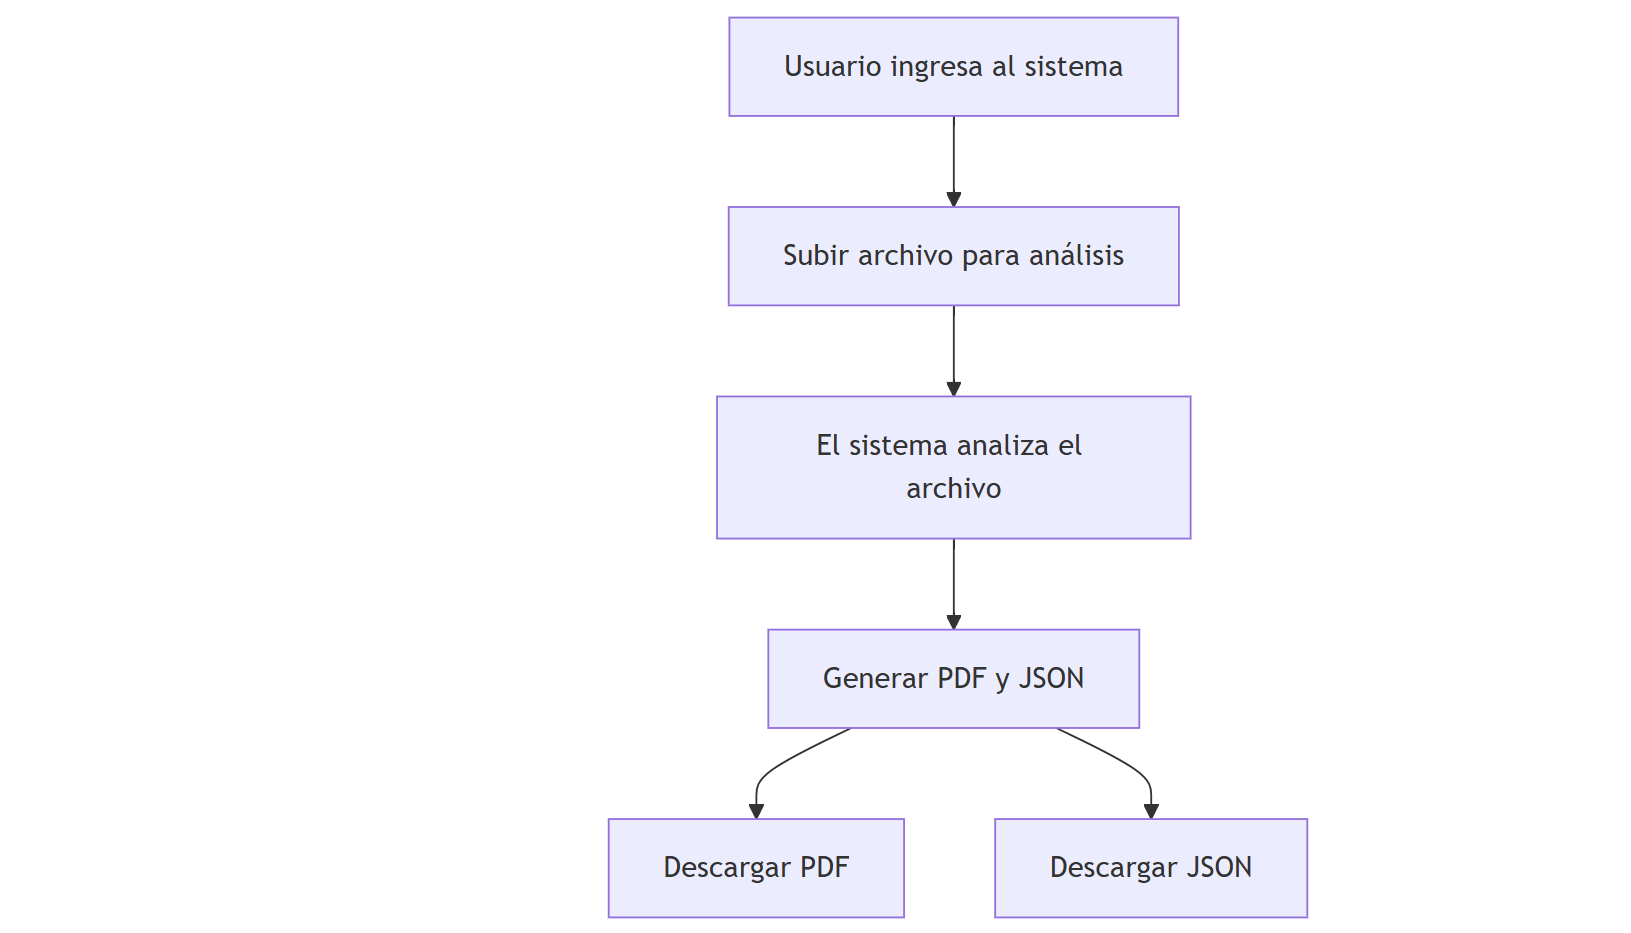 Usuario ingresa al sistema
Subir archivo para análisis
El sistema analiza el
archivo
Generar PDF y JSON
Descargar PDF
Descargar JSON